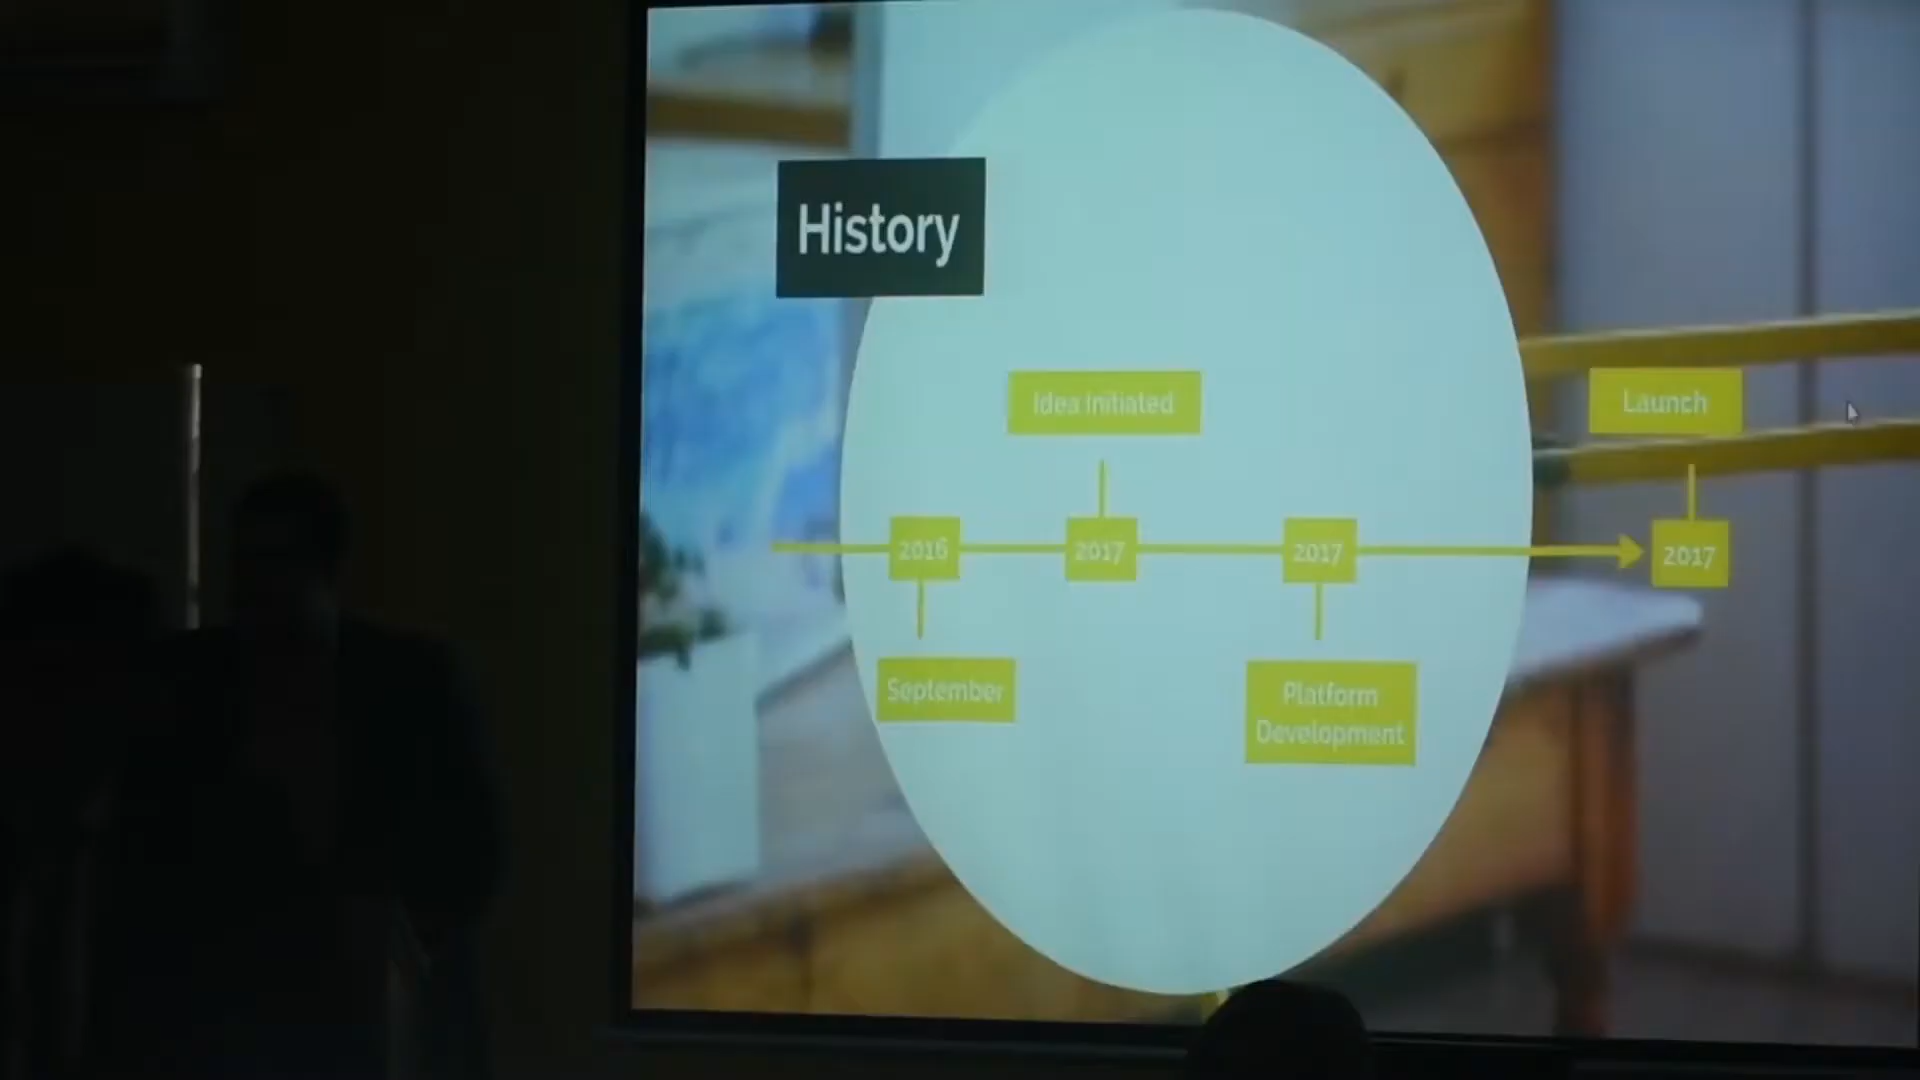 History
Idea Initiated
Launch
2016
2017
2017
2017
September
Platform
Development